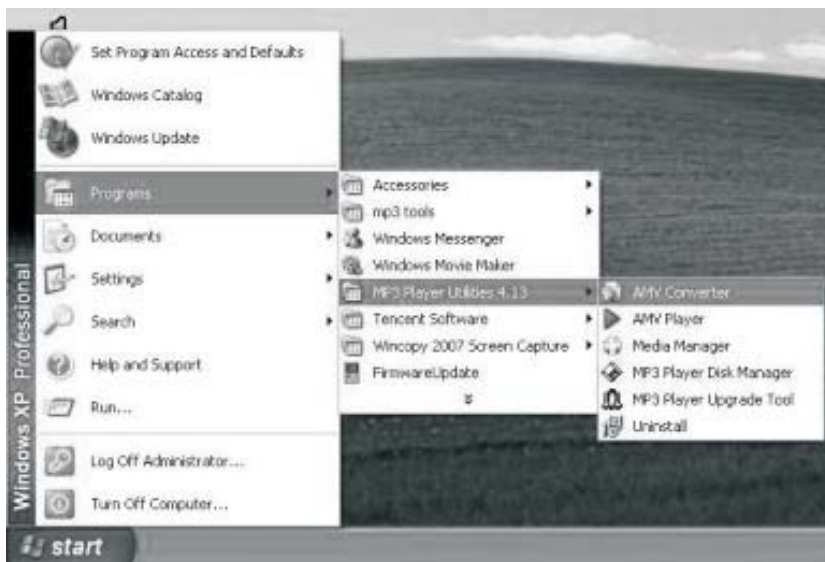 Set Program Access and Defaults
Windows Catalog
Windows Update
Programs
Documents
Settings
Search
Help and Support
Run...
Log Off Administrator...
Turn Off Computer...
Windows XP Professional
start
Accessories
mp3 tools
Windows Messenger
Windows Movie Maker
MP3 Player Utilities 4.13
Tencent Software
Wincopy 2007 Screen Capture
FirmwareUpdate
AMV Converter
AMV Player
Media Manager
MP3 Player Disk Manager
MP3 Player Upgrade Tool
Uninstall